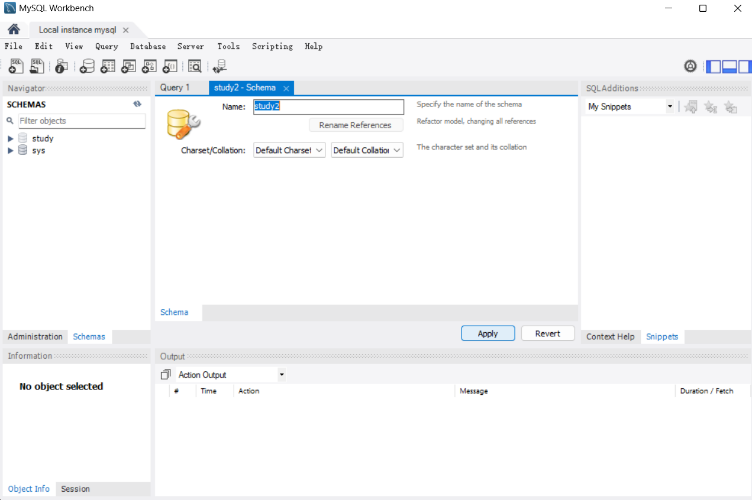 MySQL Workbench
Local instance mysql
File Edit View Query Database Server Tools Scripting Help
Navigator
SCHEMAS
Filter objects
study
sys
Administration Schemas
Information
No object selected
Object Info Session
Query 1 study2 - Schema
Name: study2 Specify the name of the schema
Rename References Refactor model, changing all references
Charset/Collation: Default Charset Default Collation The character set and its collation
Schema
Apply Revert
SQLAdditions
My Snippets
Context Help Snippets
Output
Action Output
# Time Action Message Duration / Fetch